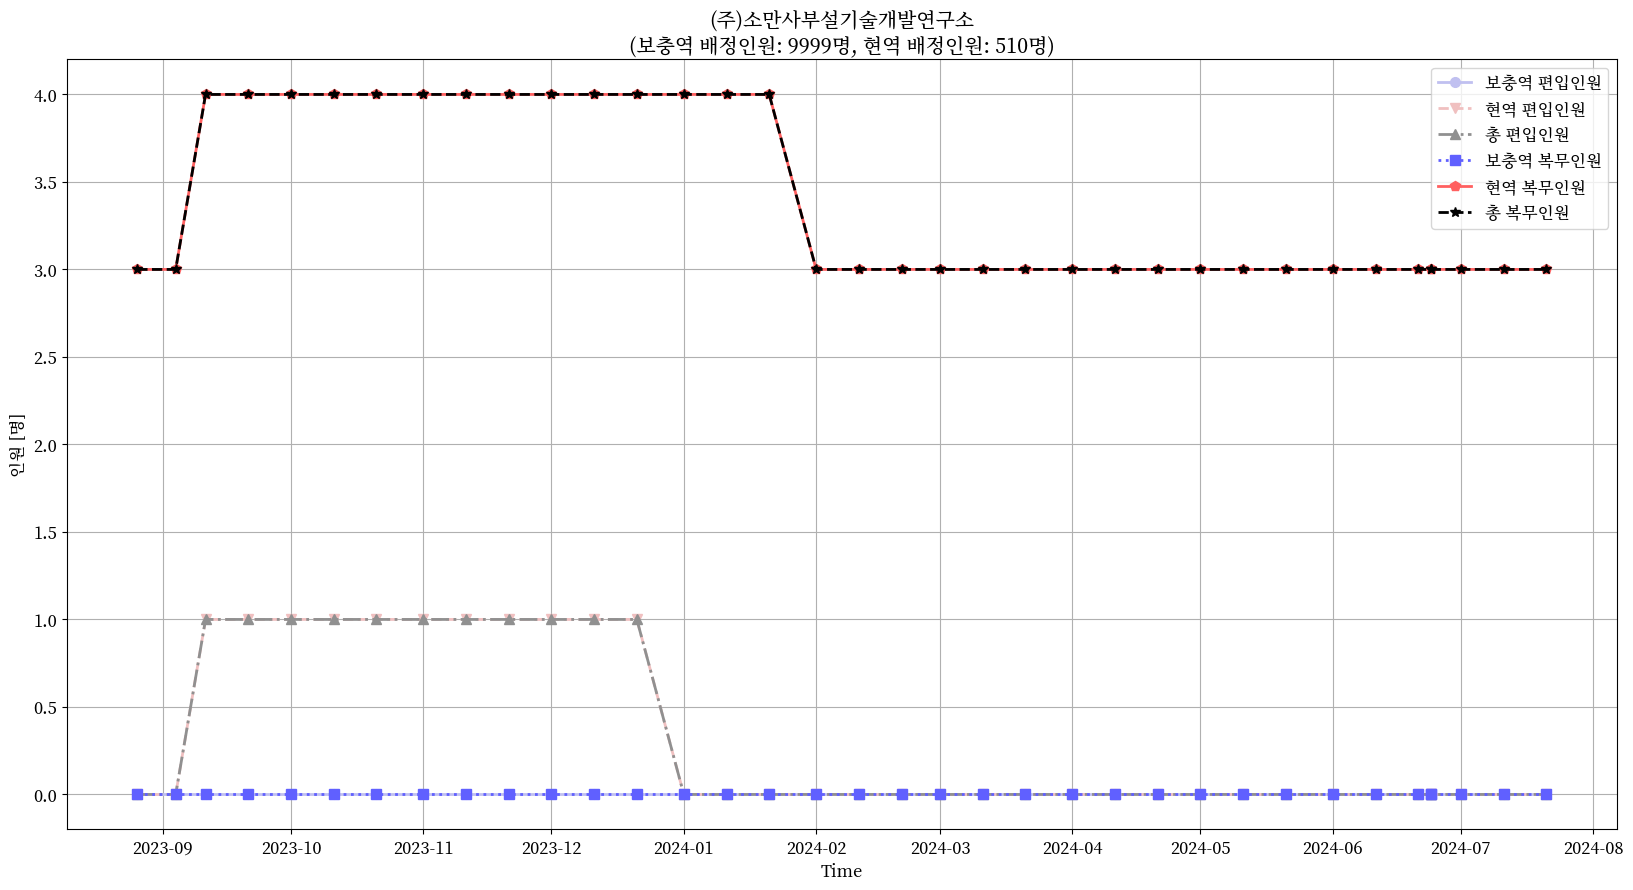 (주)소만사부설기술개발연구소
(보충역 배정인원: 9999명, 현역 배정인원: 510명)
보충역 편입인원
현역 편입인원
총 편입인원
보충역 복무인원
현역 복무인원
총 복무인원
4.0
3.5
3.0
2.5
2.0
1.5
1.0
0.5
0.0
인원 [명]
2023-09 2023-10 2023-11 2023-12 2024-01 2024-02 2024-03 2024-04 2024-05 2024-06 2024-07 2024-08
Time